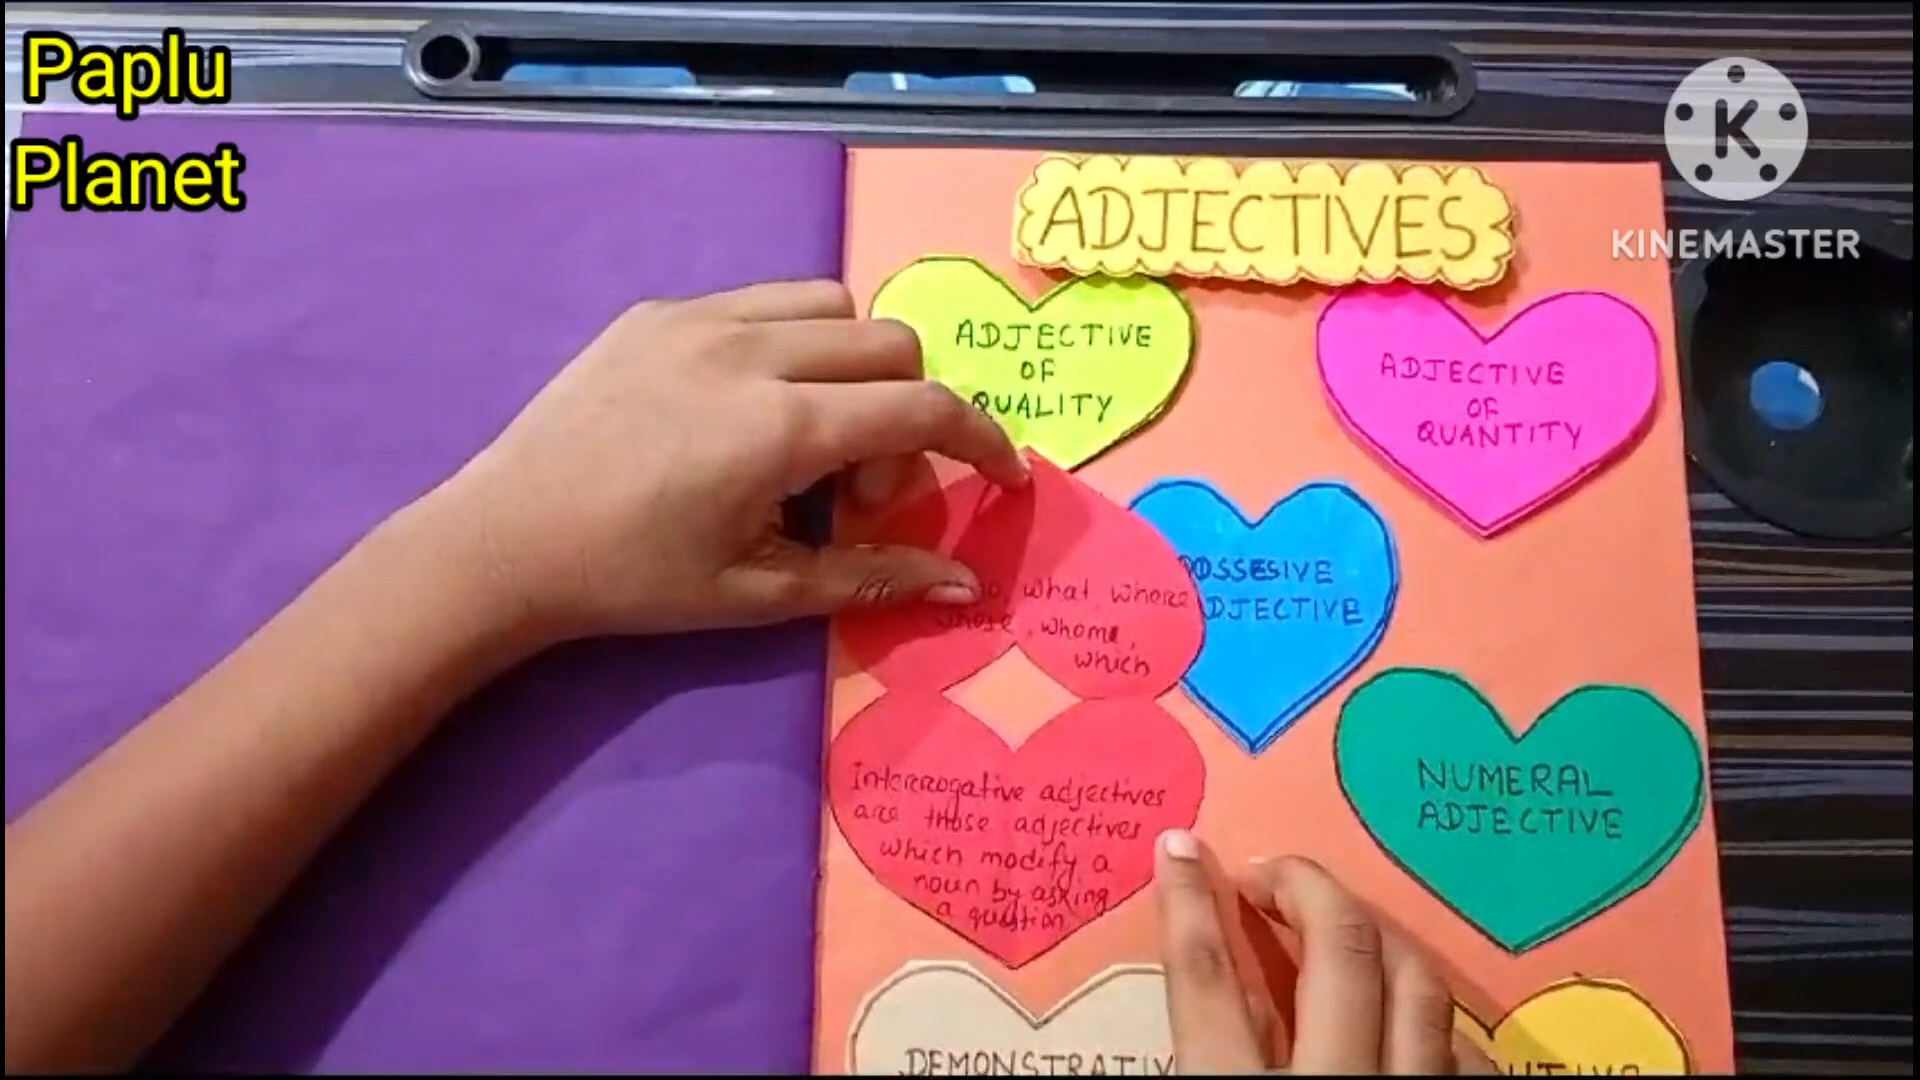 Paplu
Planet
KINEMASTER
ADJECTIVES
ADJECTIVE
OF
QUALITY
ADJECTIVE
OF
QUANTITY
what, where
whose, whome,
which
OSSESIVE
DJECTIVE
Interrogative adjectives
are those adjectives
which modify a
noun by asking
a question
NUMERAL
ADJECTIVE
DEMONSTRATIV